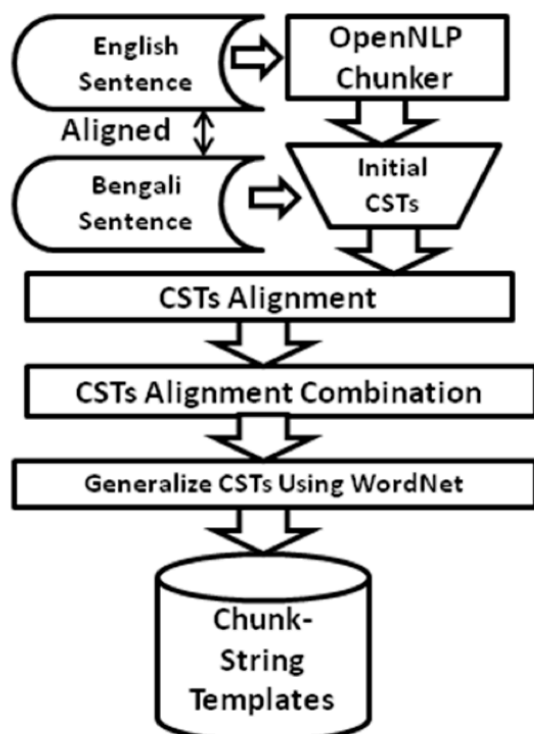 English
Sentence
OpenNLP
Chunker
Aligned
Bengali
Sentence
Initial
CSTs
CSTs Alignment
CSTs Alignment Combination
Generalize CSTs Using WordNet
Chunk-
String
Templates